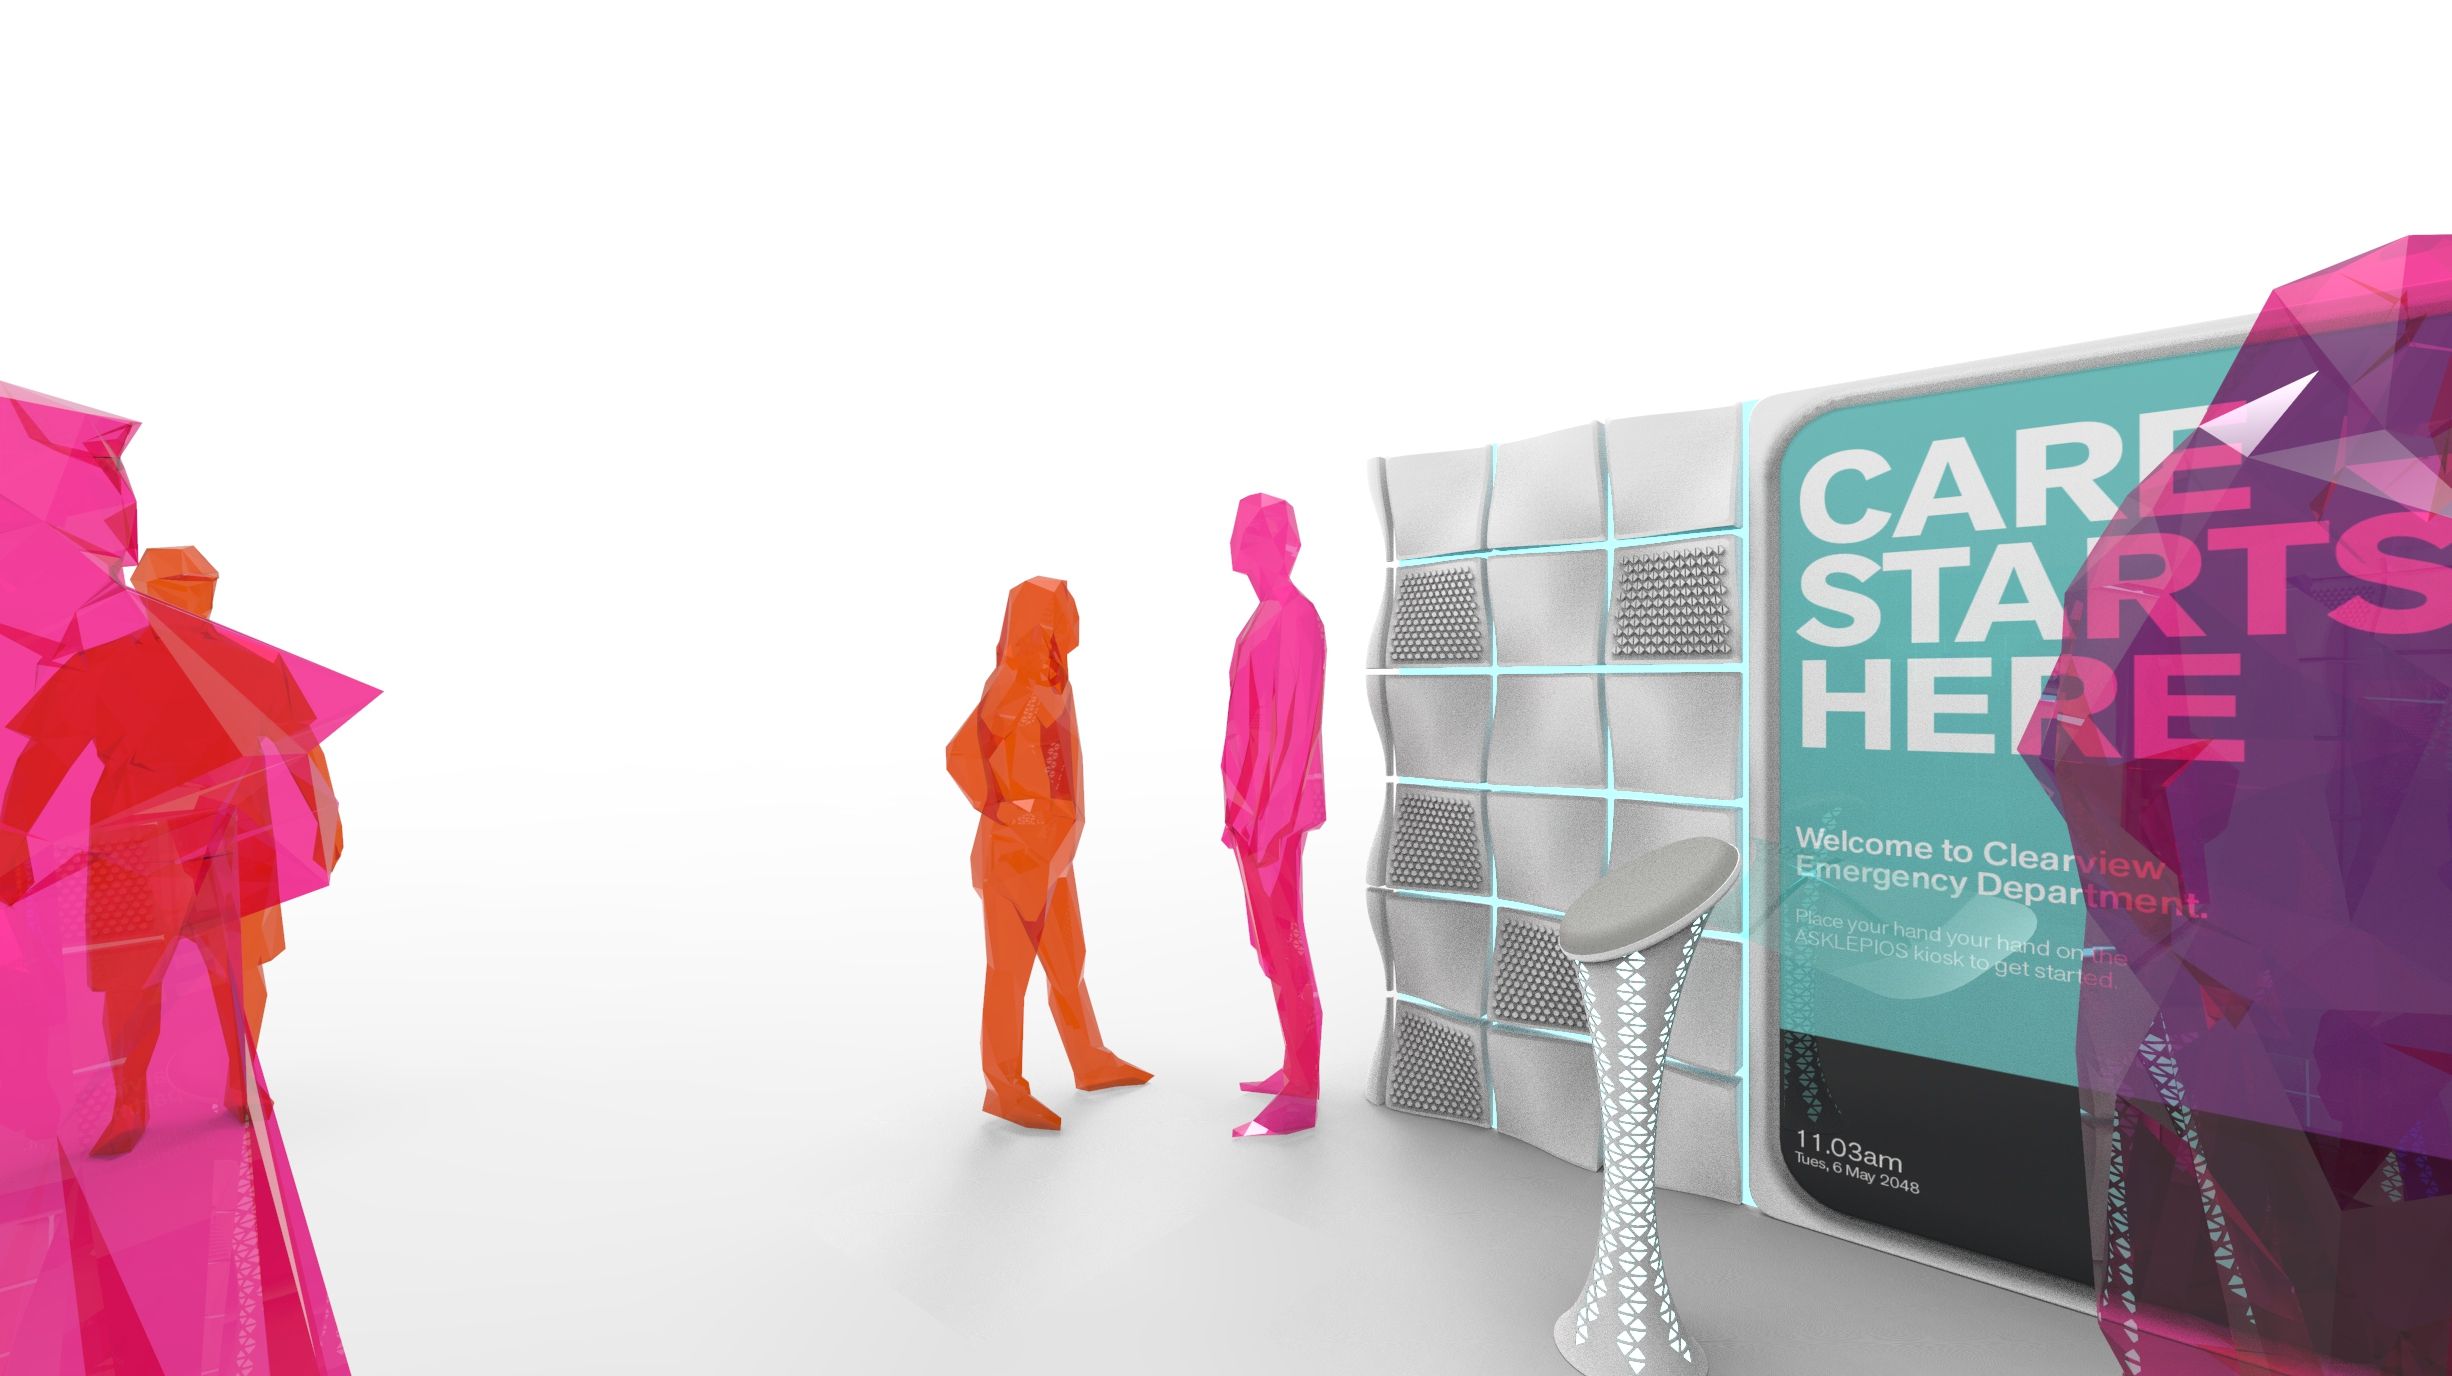 CARE
STARTS
HERE
Welcome to Clearview
Emergency Department.
Place your hand your hand on the
ASKLEPIOS kiosk to get started.
11.03am
Tues, 6 May 2048